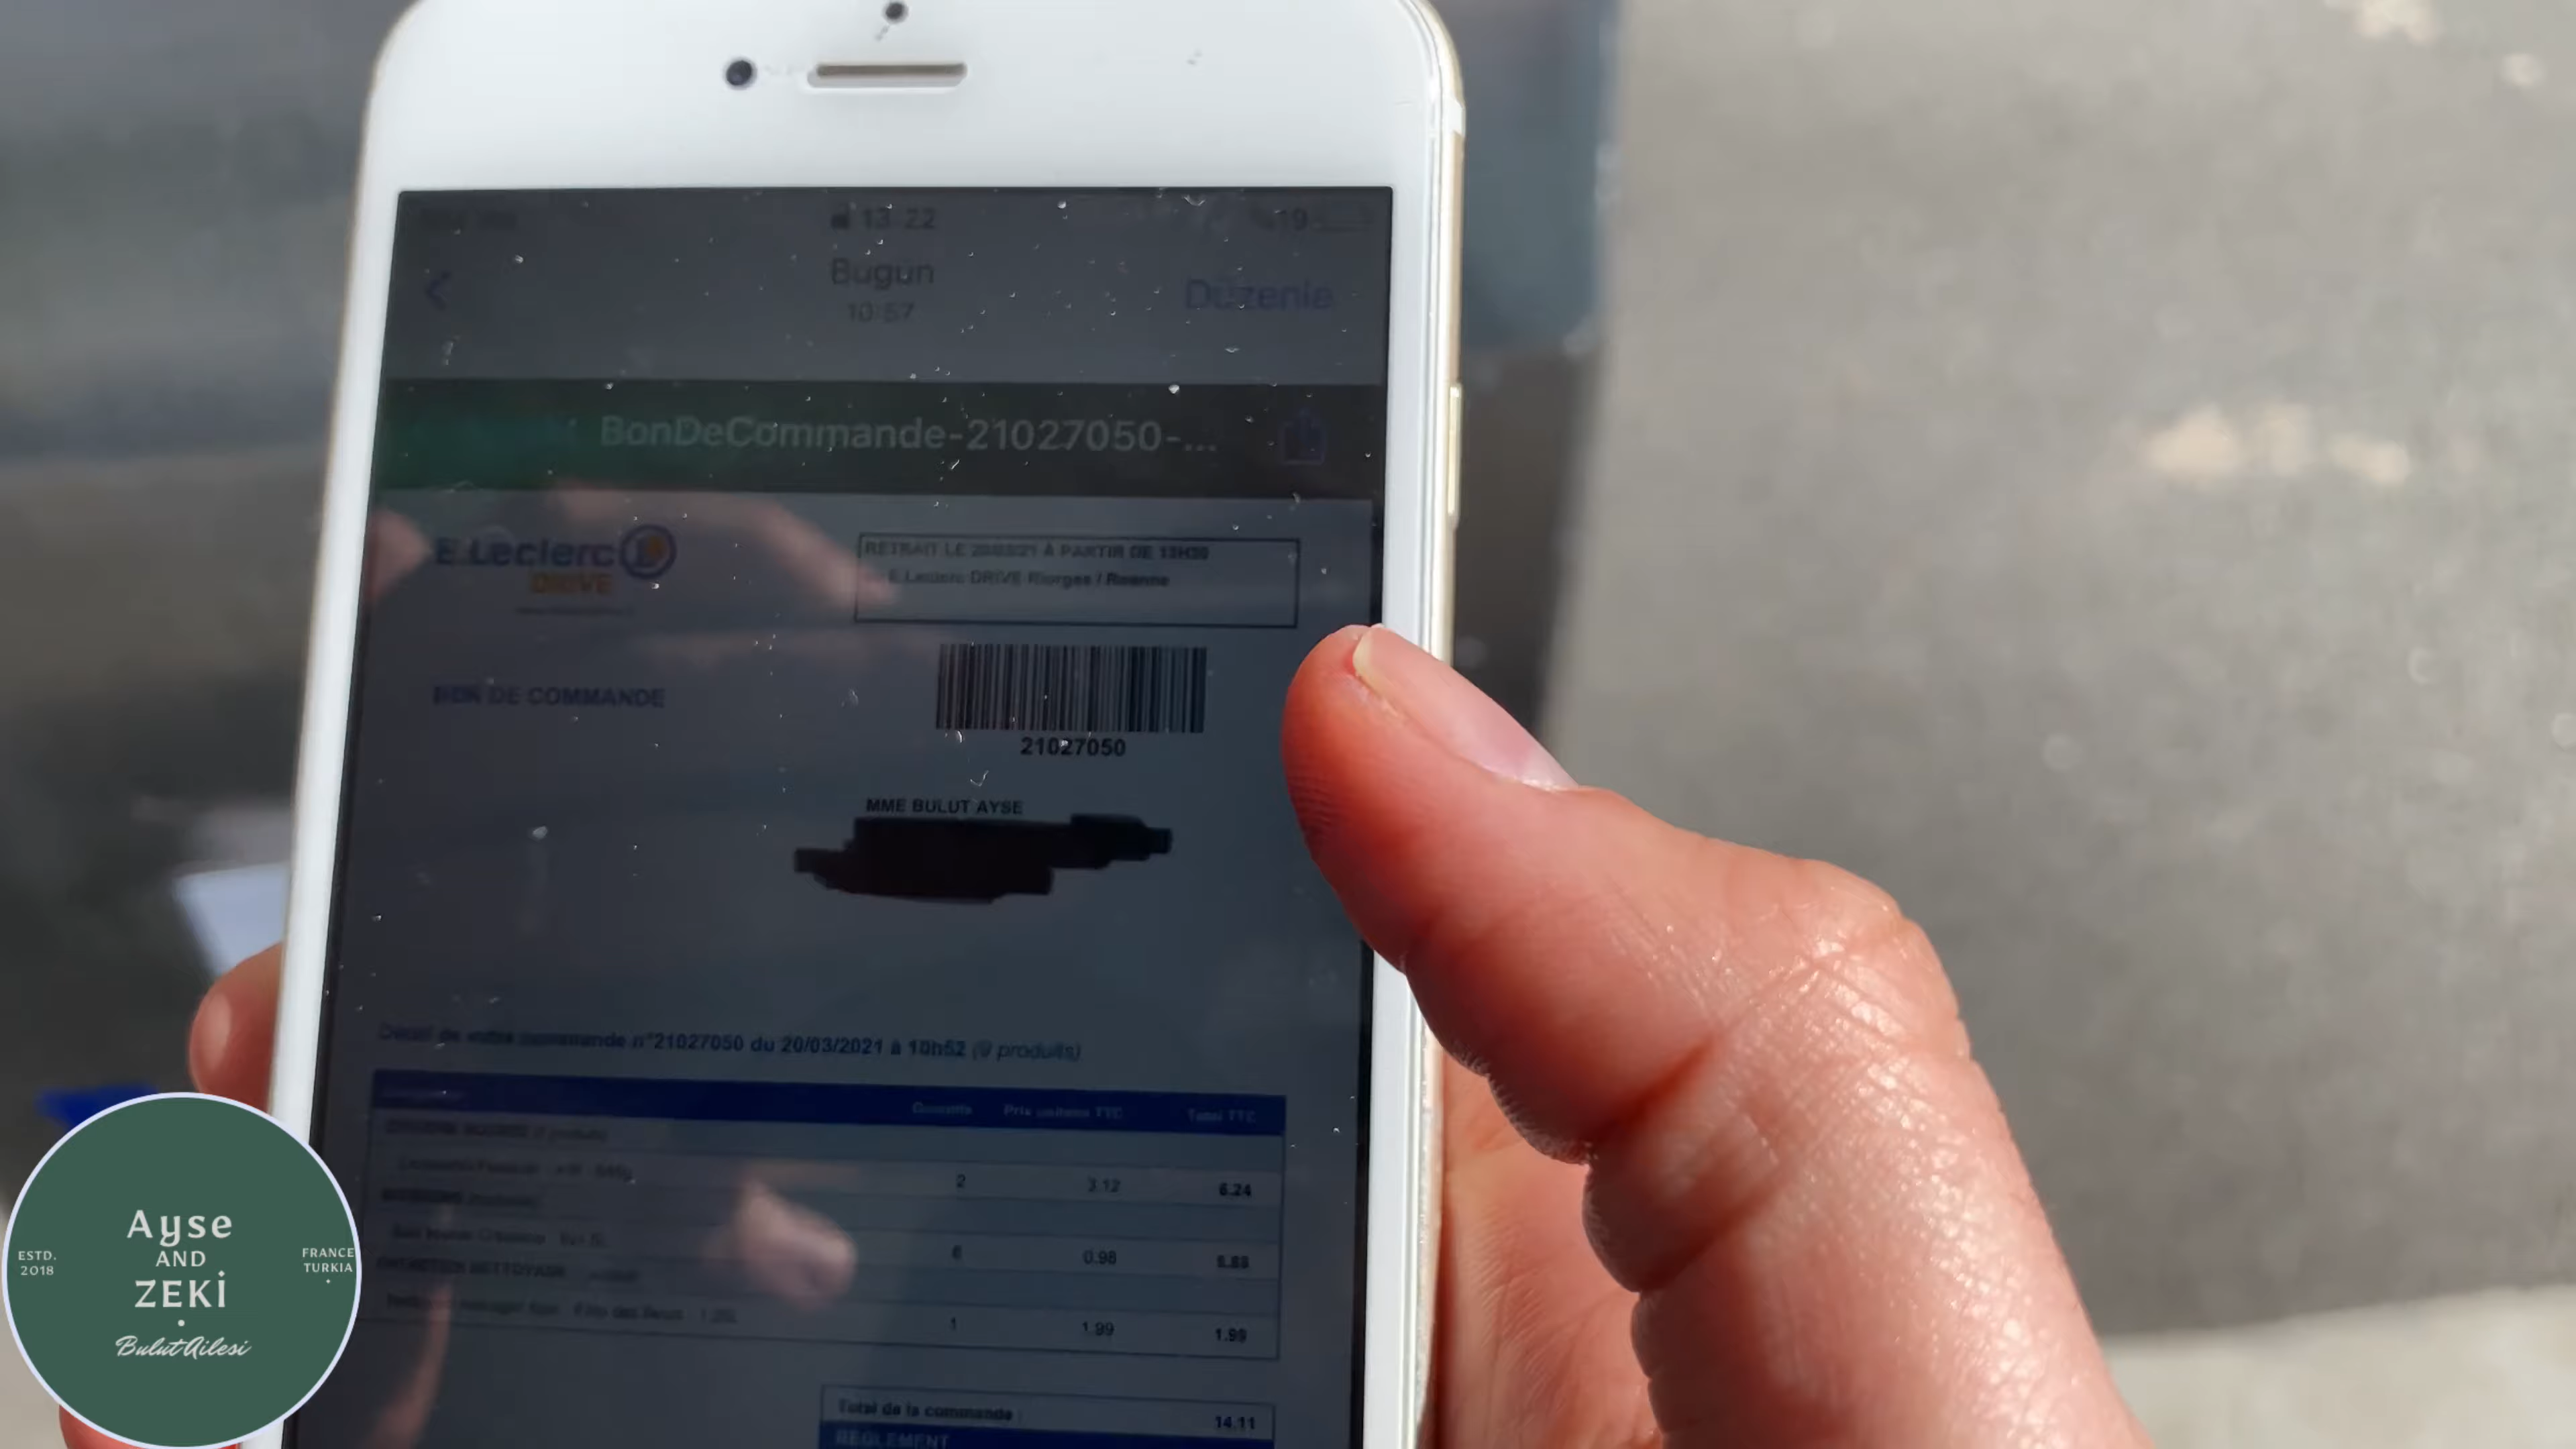 13:22
19
Bugün
10:57
Düzenle
BonDeCommande-21027050-...
E.Leclerc
DRIVE
RETRAIT LE 20/03/21 À PARTIR DE 13H30
E.Leclerc DRIVE Riorges / Roanne
BON DE COMMANDE
21027050
MME BULUT AYSE
Détail de votre commande n°21027050 du 20/03/2021 à 10h52 (9 produits)
Quantité Prix unitaire TTC Total TTC
2 3.12 6.24
6 0.98 5.88
ENTRETIEN NETTOYAGE
1 1.99 1.99
Total de la commande : 14.11
RÈGLEMENT
Ayse
AND
ZEKİ
Bulut Ailesi
ESTD.
2018
FRANCE
TURKIA